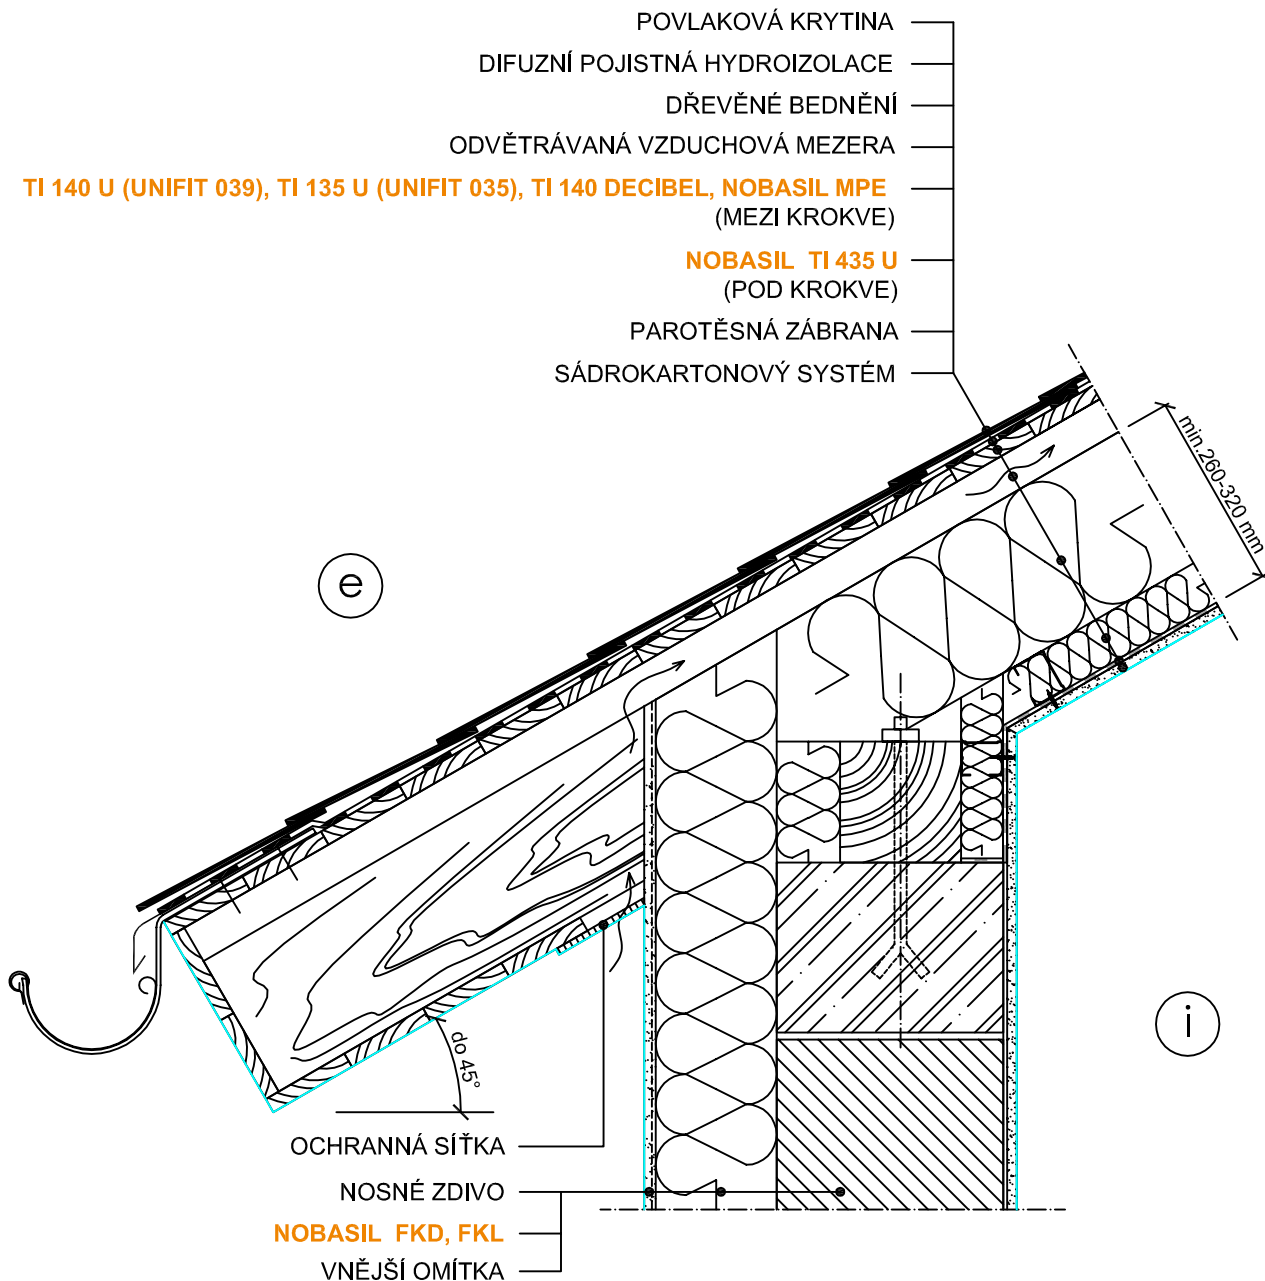 POVLAKOVÁ KRYTINA
DIFUZNÍ POJISTNÁ HYDROIZOLACE
DŘEVĚNÉ BEDNĚNÍ
ODVĚTRÁVANÁ VZDUCHOVÁ MEZERA
TI 140 U (UNIFIT 039), TI 135 U (UNIFIT 035), TI 140 DECIBEL, NOBASIL MPE
(MEZI KROKVE)
NOBASIL TI 435 U
(POD KROKVE)
PAROTĚSNÁ ZÁBRANA
SÁDROKARTONOVÝ SYSTÉM
min.260-320 mm
e
i
do 45°
OCHRANNÁ SÍŤKA
NOSNÉ ZDIVO
NOBASIL FKD, FKL
VNĚJŠÍ OMÍTKA